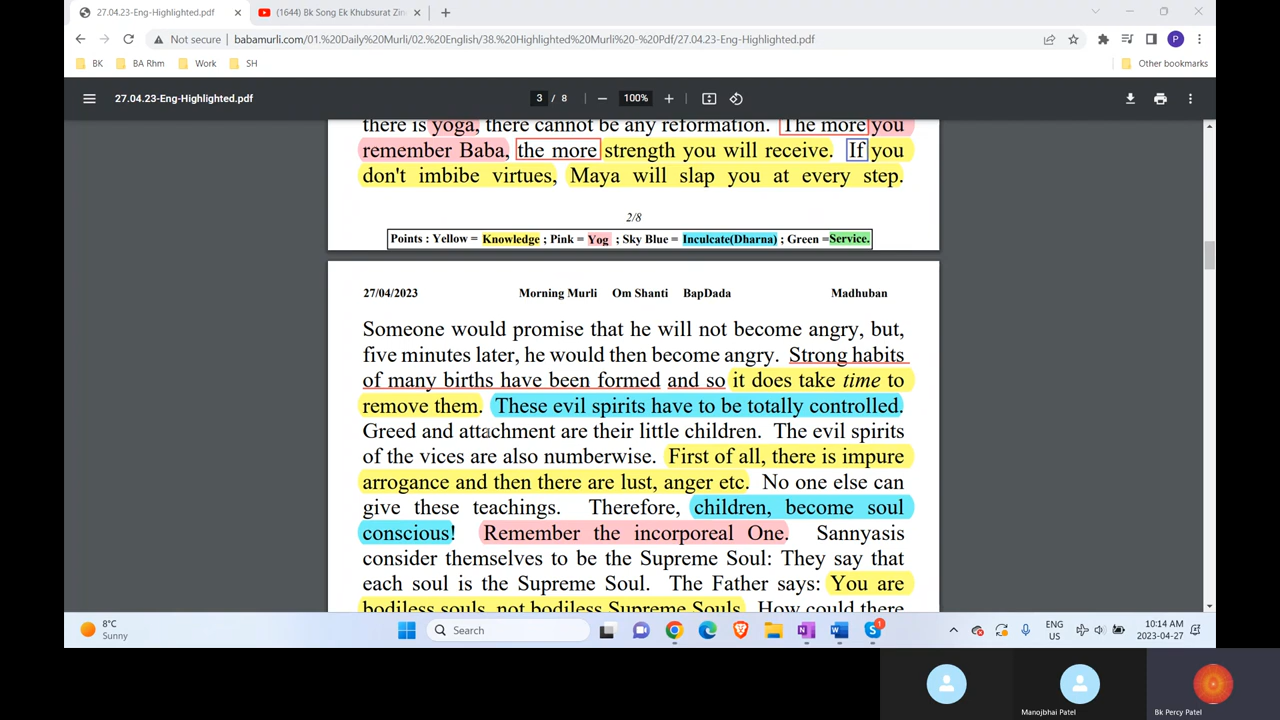 27.04.23-Eng-Highlighted.pdf
(1644) Bk Song Ek Khubsurat Zin
Not secure
babamurli.com/01.%20Daily%20Murli/02.%20English/38.%20Highlighted%20Murli%20-%20Pdf/27.04.23-Eng-Highlighted.pdf
P
BK
BA Rhm
Work
SH
Other bookmarks
27.04.23-Eng-Highlighted.pdf
3 / 8
100%
there is yoga, there cannot be any reformation. The more you
remember Baba, the more strength you will receive. If you
don't imbibe virtues, Maya will slap you at every step.
2/8
Points : Yellow = Knowledge ; Pink = Yog ; Sky Blue = Inculcate(Dharna) ; Green =Service.
27/04/2023 Morning Murli Om Shanti BapDada Madhuban
Someone would promise that he will not become angry, but,
five minutes later, he would then become angry. Strong habits
of many births have been formed and so it does take time to
remove them. These evil spirits have to be totally controlled.
Greed and attachment are their little children. The evil spirits
of the vices are also numberwise. First of all, there is impure
arrogance and then there are lust, anger etc. No one else can
give these teachings. Therefore, children, become soul
conscious! Remember the incorporeal One. Sannyasis
consider themselves to be the Supreme Soul: They say that
each soul is the Supreme Soul. The Father says: You are
bodiless souls, not bodiless Supreme Souls. How could there
8°C
Sunny
Search
1
ENG
US
10:14 AM
2023-04-27
Manojbhai Patel
Bk Percy Patel